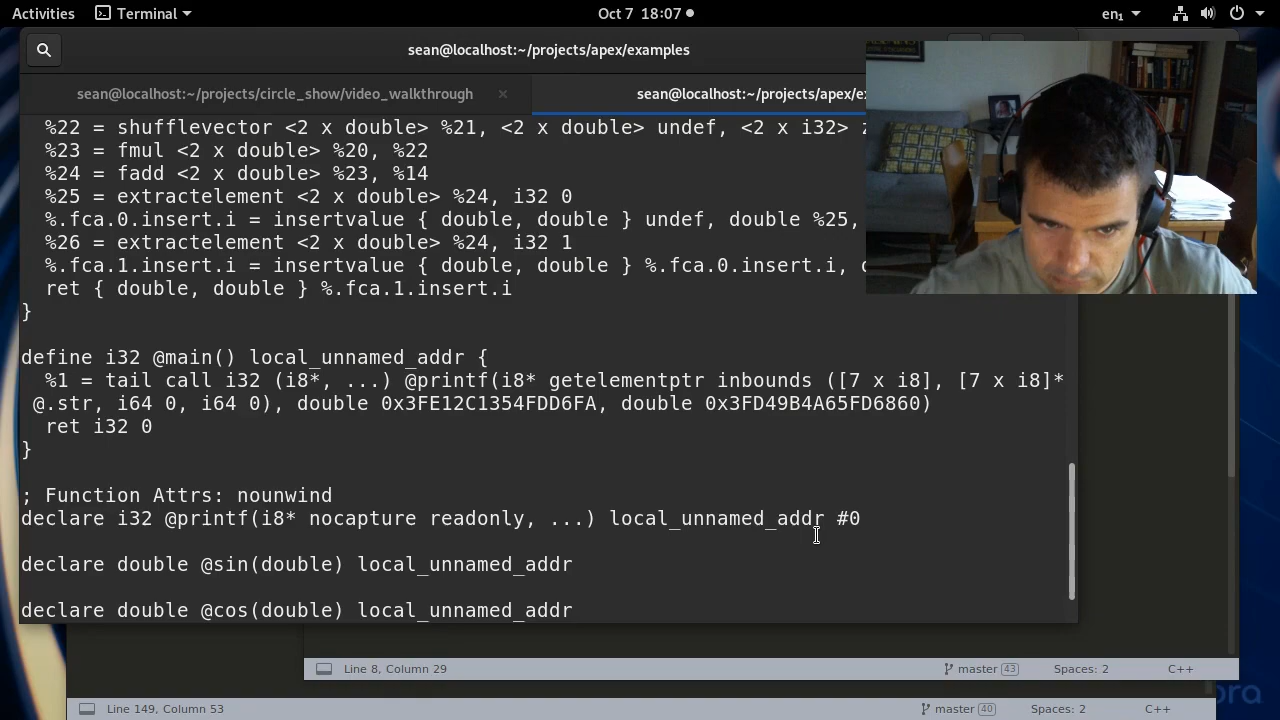 Activities Terminal Oct 7 18:07 en₁
sean@localhost:~/projects/apex/examples
sean@localhost:~/projects/circle_show/video_walkthrough × sean@localhost:~/projects/apex/ex
%22 = shufflevector <2 x double> %21, <2 x double> undef, <2 x i32> z
%23 = fmul <2 x double> %20, %22
%24 = fadd <2 x double> %23, %14
%25 = extractelement <2 x double> %24, i32 0
%.fca.0.insert.i = insertvalue { double, double } undef, double %25,
%26 = extractelement <2 x double> %24, i32 1
%.fca.1.insert.i = insertvalue { double, double } %.fca.0.insert.i, d
ret { double, double } %.fca.1.insert.i
}
define i32 @main() local_unnamed_addr {
%1 = tail call i32 (i8*, ...) @printf(i8* getelementptr inbounds ([7 x i8], [7 x i8]*
@.str, i64 0, i64 0), double 0x3FE12C1354FDD6FA, double 0x3FD49B4A65FD6860)
ret i32 0
}
; Function Attrs: nounwind
declare i32 @printf(i8* nocapture readonly, ...) local_unnamed_addr #0
declare double @sin(double) local_unnamed_addr
declare double @cos(double) local_unnamed_addr
Line 8, Column 29 master 43 Spaces: 2 C++
Line 149, Column 53 master 40 Spaces: 2 C++
ora